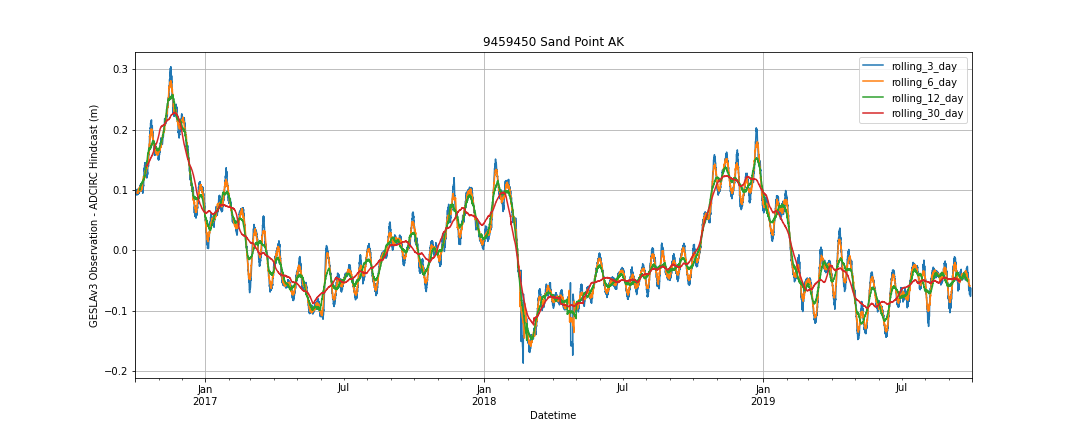 9459450 Sand Point AK
rolling_3_day
rolling_6_day
rolling_12_day
rolling_30_day
GESLAv3 Observation - ADCIRC Hindcast (m)
0.3
0.2
0.1
0.0
−0.1
−0.2
Jan
2017
Jul
Jan
2018
Jul
Jan
2019
Jul
Datetime